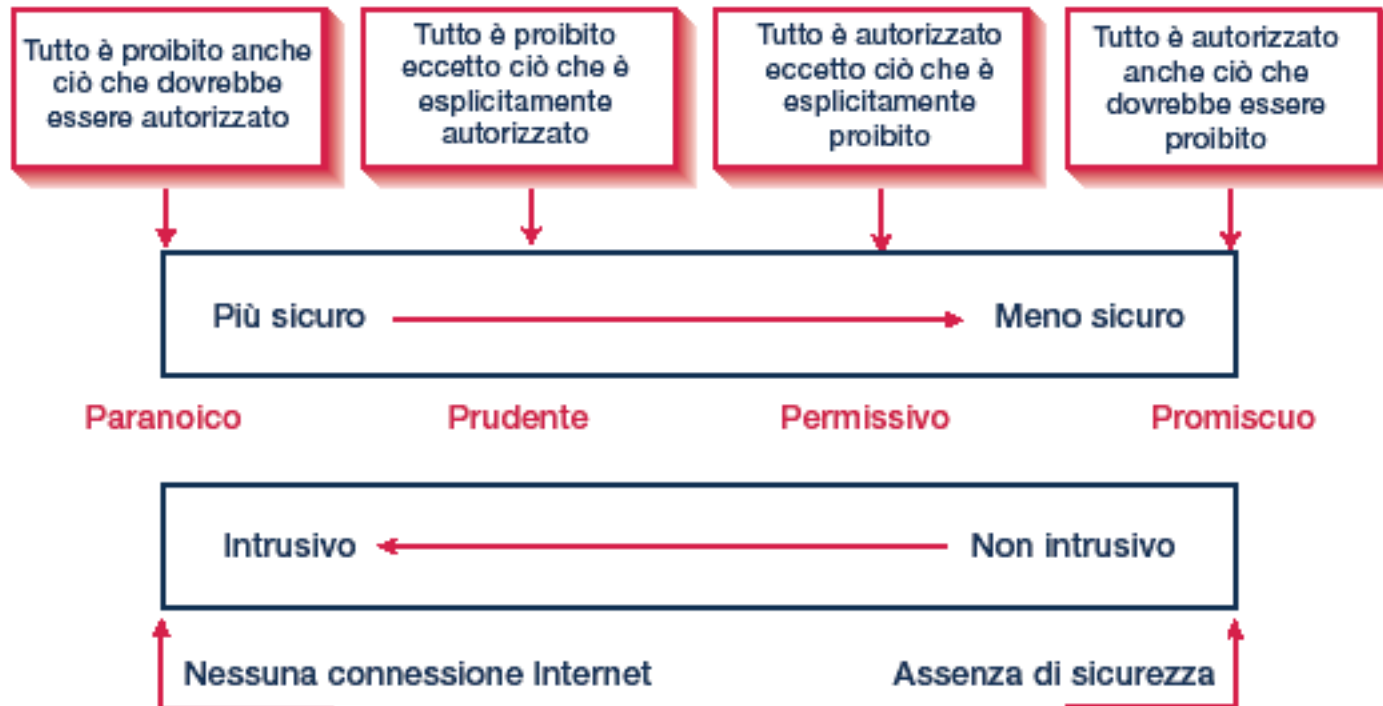 Tutto è proibito anche
ciò che dovrebbe
essere autorizzato
Tutto è proibito
eccetto ciò che è
esplicitamente
autorizzato
Tutto è autorizzato
eccetto ciò che è
esplicitamente
proibito
Tutto è autorizzato
anche ciò che
dovrebbe essere
proibito
Più sicuro
Meno sicuro
Paranoico
Prudente
Permissivo
Promiscuo
Intrusivo
Non intrusivo
Nessuna connessione Internet
Assenza di sicurezza